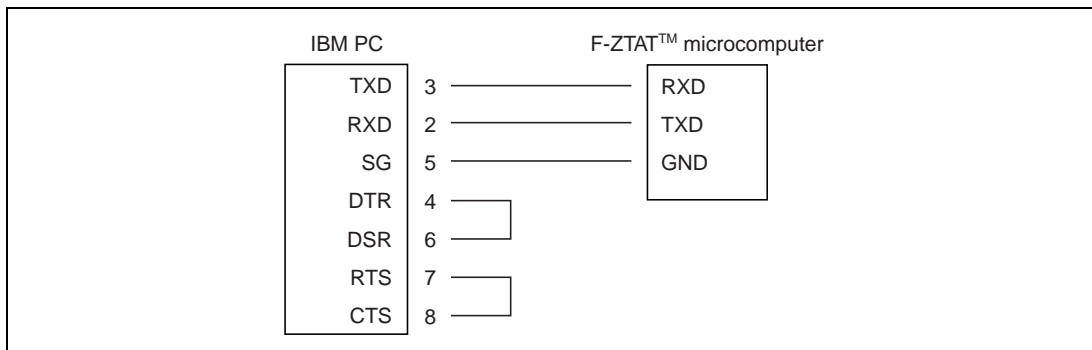 IBM PC F-ZTAT™ microcomputer
TXD 3 RXD
RXD 2 TXD
SG 5 GND
DTR 4
DSR 6
RTS 7
CTS 8